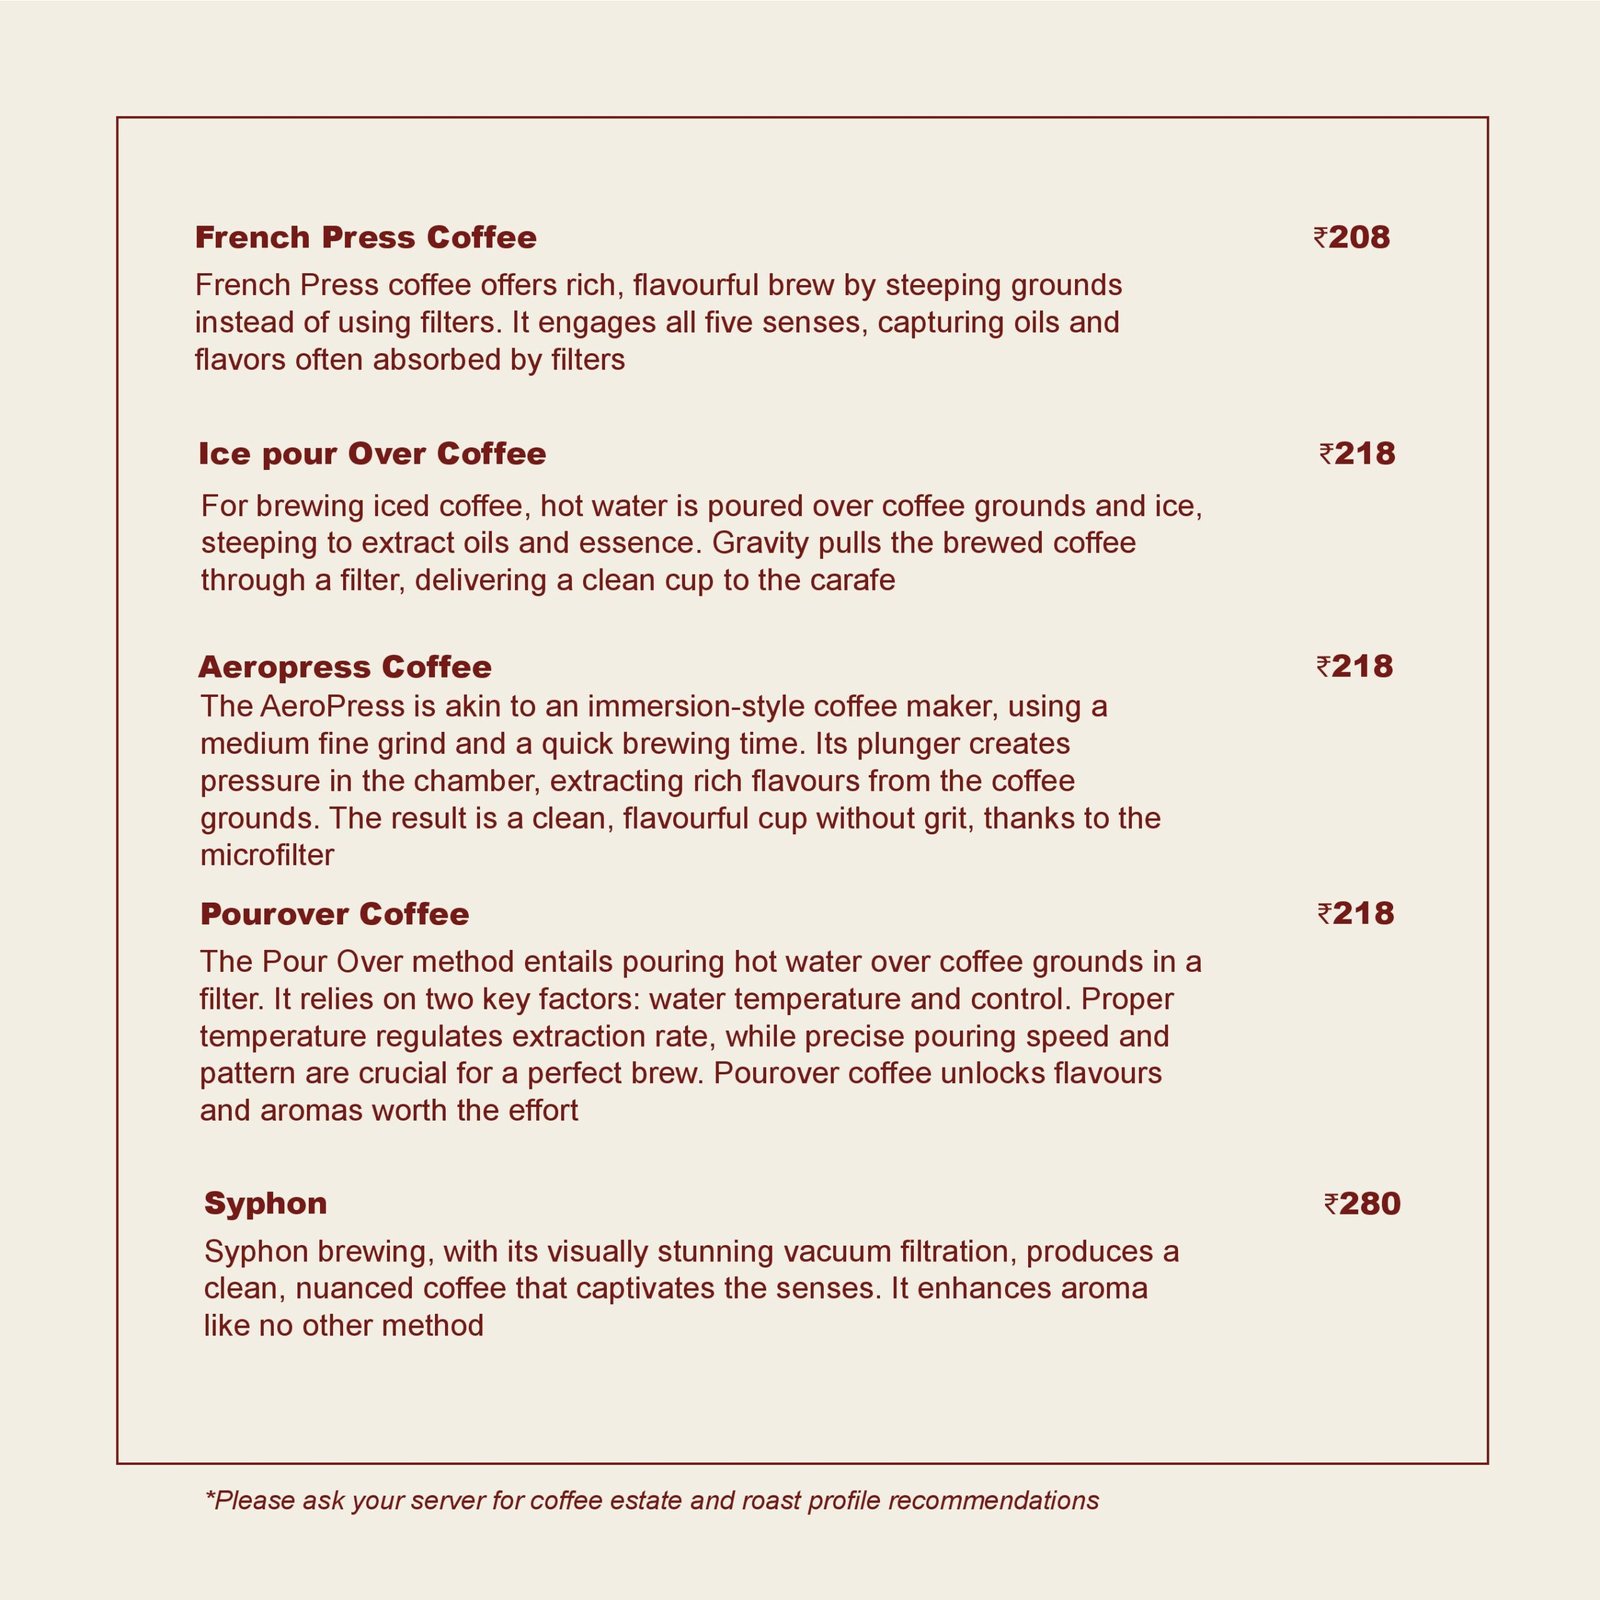 French Press Coffee ₹208
French Press coffee offers rich, flavourful brew by steeping grounds
instead of using filters. It engages all five senses, capturing oils and
flavors often absorbed by filters
Ice pour Over Coffee ₹218
For brewing iced coffee, hot water is poured over coffee grounds and ice,
steeping to extract oils and essence. Gravity pulls the brewed coffee
through a filter, delivering a clean cup to the carafe
Aeropress Coffee ₹218
The AeroPress is akin to an immersion-style coffee maker, using a
medium fine grind and a quick brewing time. Its plunger creates
pressure in the chamber, extracting rich flavours from the coffee
grounds. The result is a clean, flavourful cup without grit, thanks to the
microfilter
Pourover Coffee ₹218
The Pour Over method entails pouring hot water over coffee grounds in a
filter. It relies on two key factors: water temperature and control. Proper
temperature regulates extraction rate, while precise pouring speed and
pattern are crucial for a perfect brew. Pourover coffee unlocks flavours
and aromas worth the effort
Syphon ₹280
Syphon brewing, with its visually stunning vacuum filtration, produces a
clean, nuanced coffee that captivates the senses. It enhances aroma
like no other method
*Please ask your server for coffee estate and roast profile recommendations